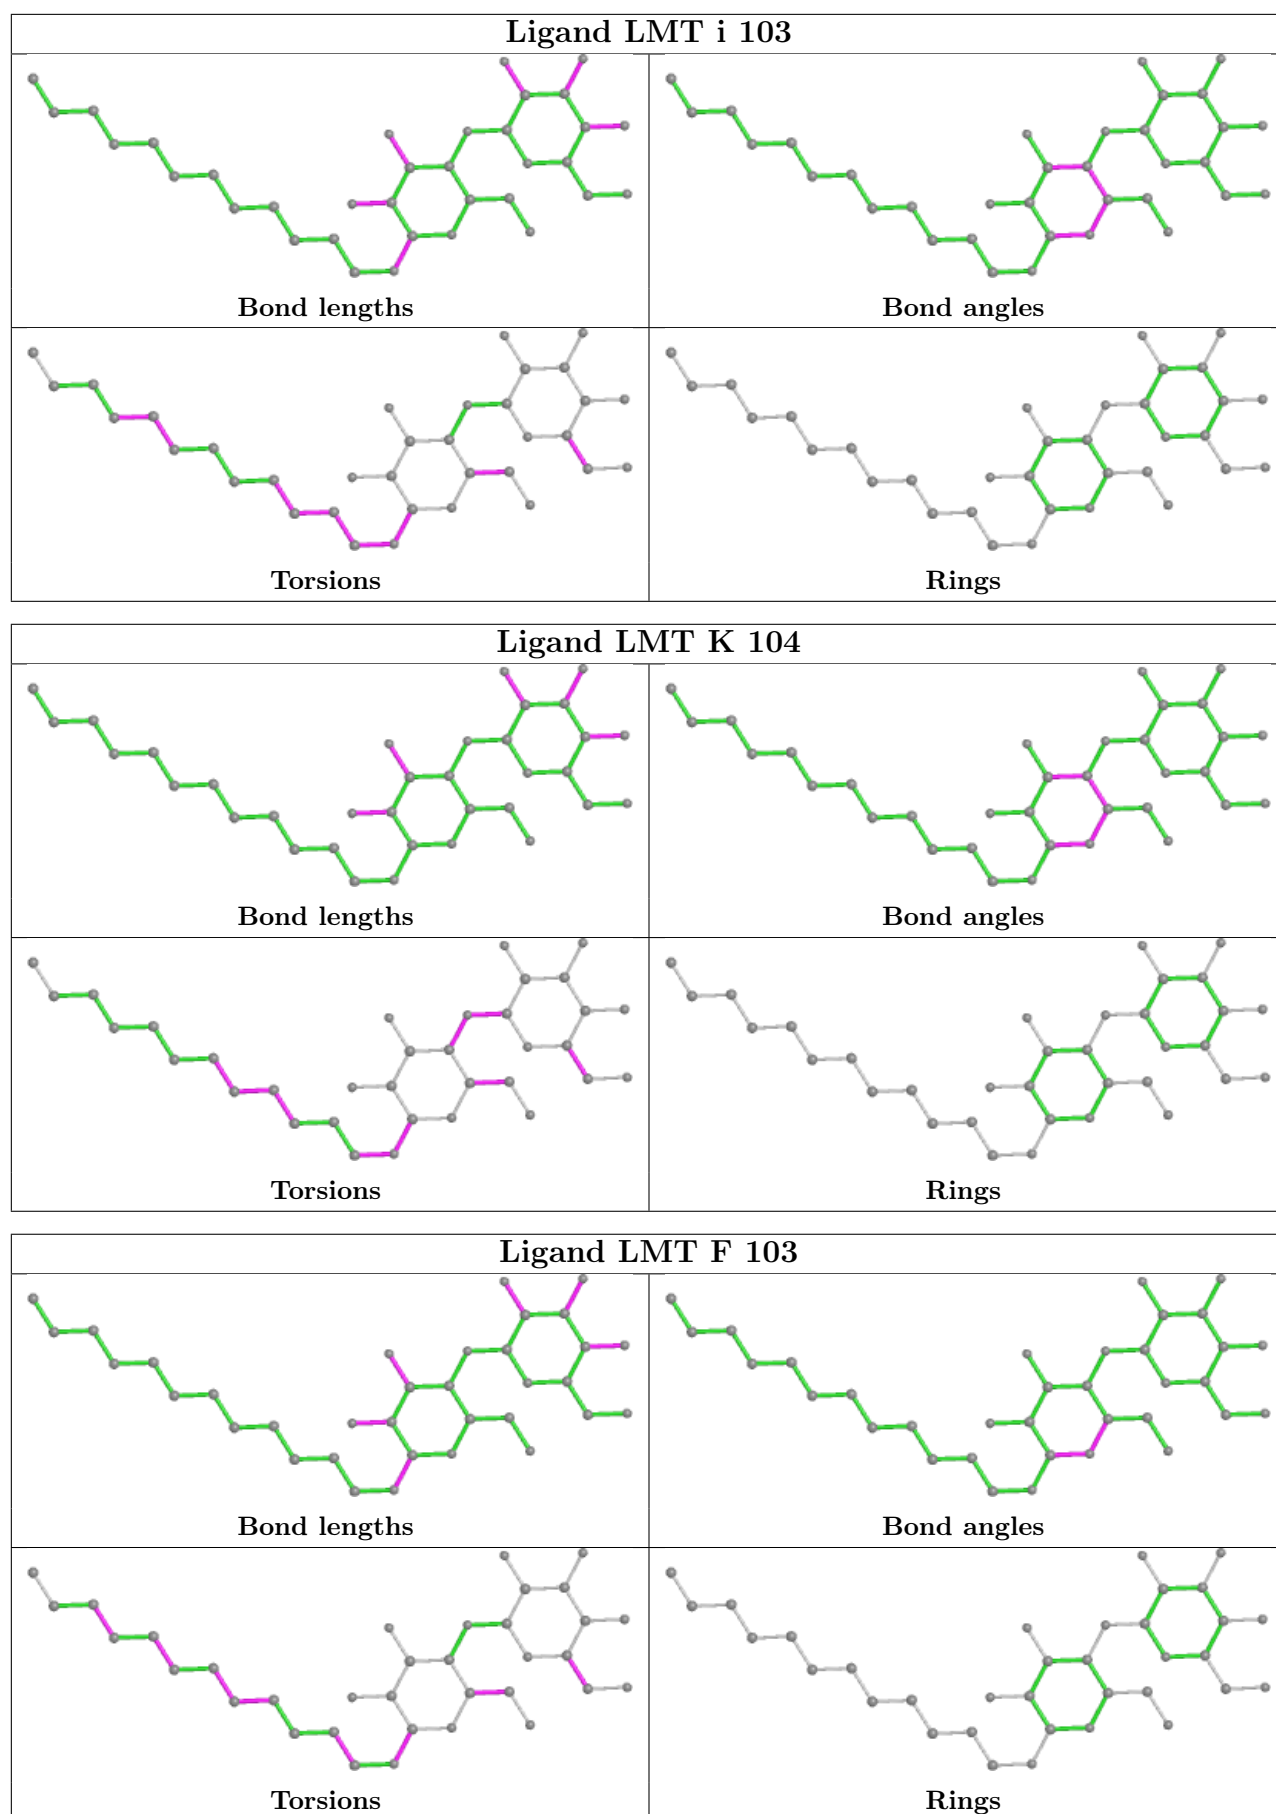 Ligand LMT i 103
Bond lengths
Bond angles
Torsions
Rings
Ligand LMT K 104
Bond lengths
Bond angles
Torsions
Rings
Ligand LMT F 103
Bond lengths
Bond angles
Torsions
Rings